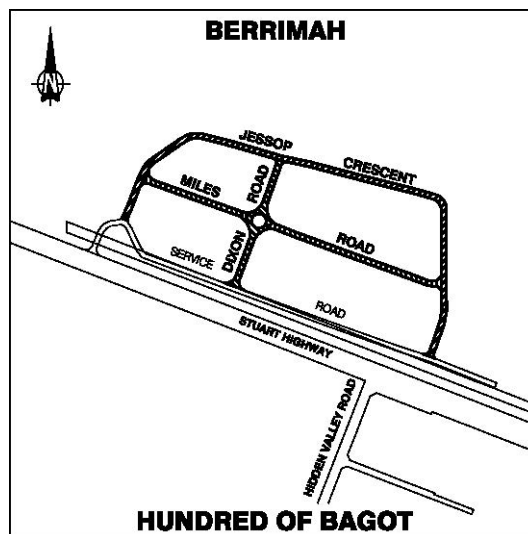 BERRIMAH
N
JESSOP CRESCENT
MILES ROAD
DIXON ROAD
SERVICE ROAD
STUART HIGHWAY
HIDDEN VALLEY ROAD
HUNDRED OF BAGOT